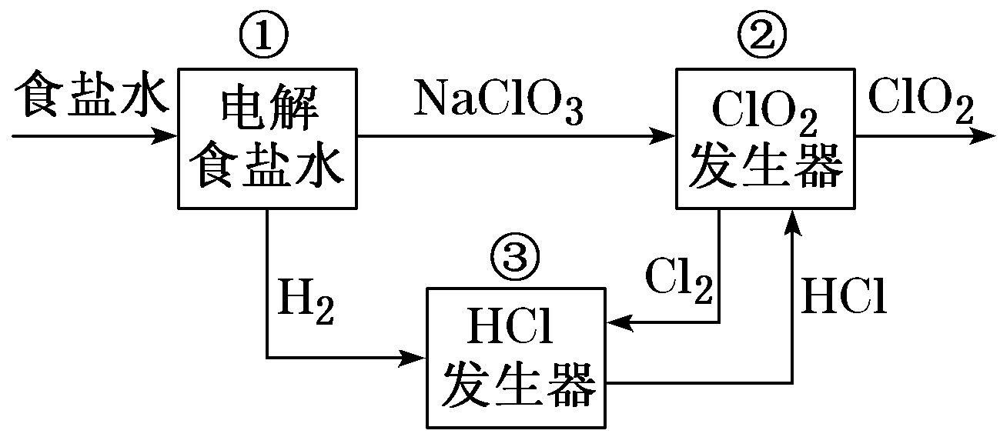 ①
②
食盐水
电解
食盐水
NaClO₃
ClO₂
发生器
ClO₂
H₂
③
HCl
发生器
Cl₂
HCl